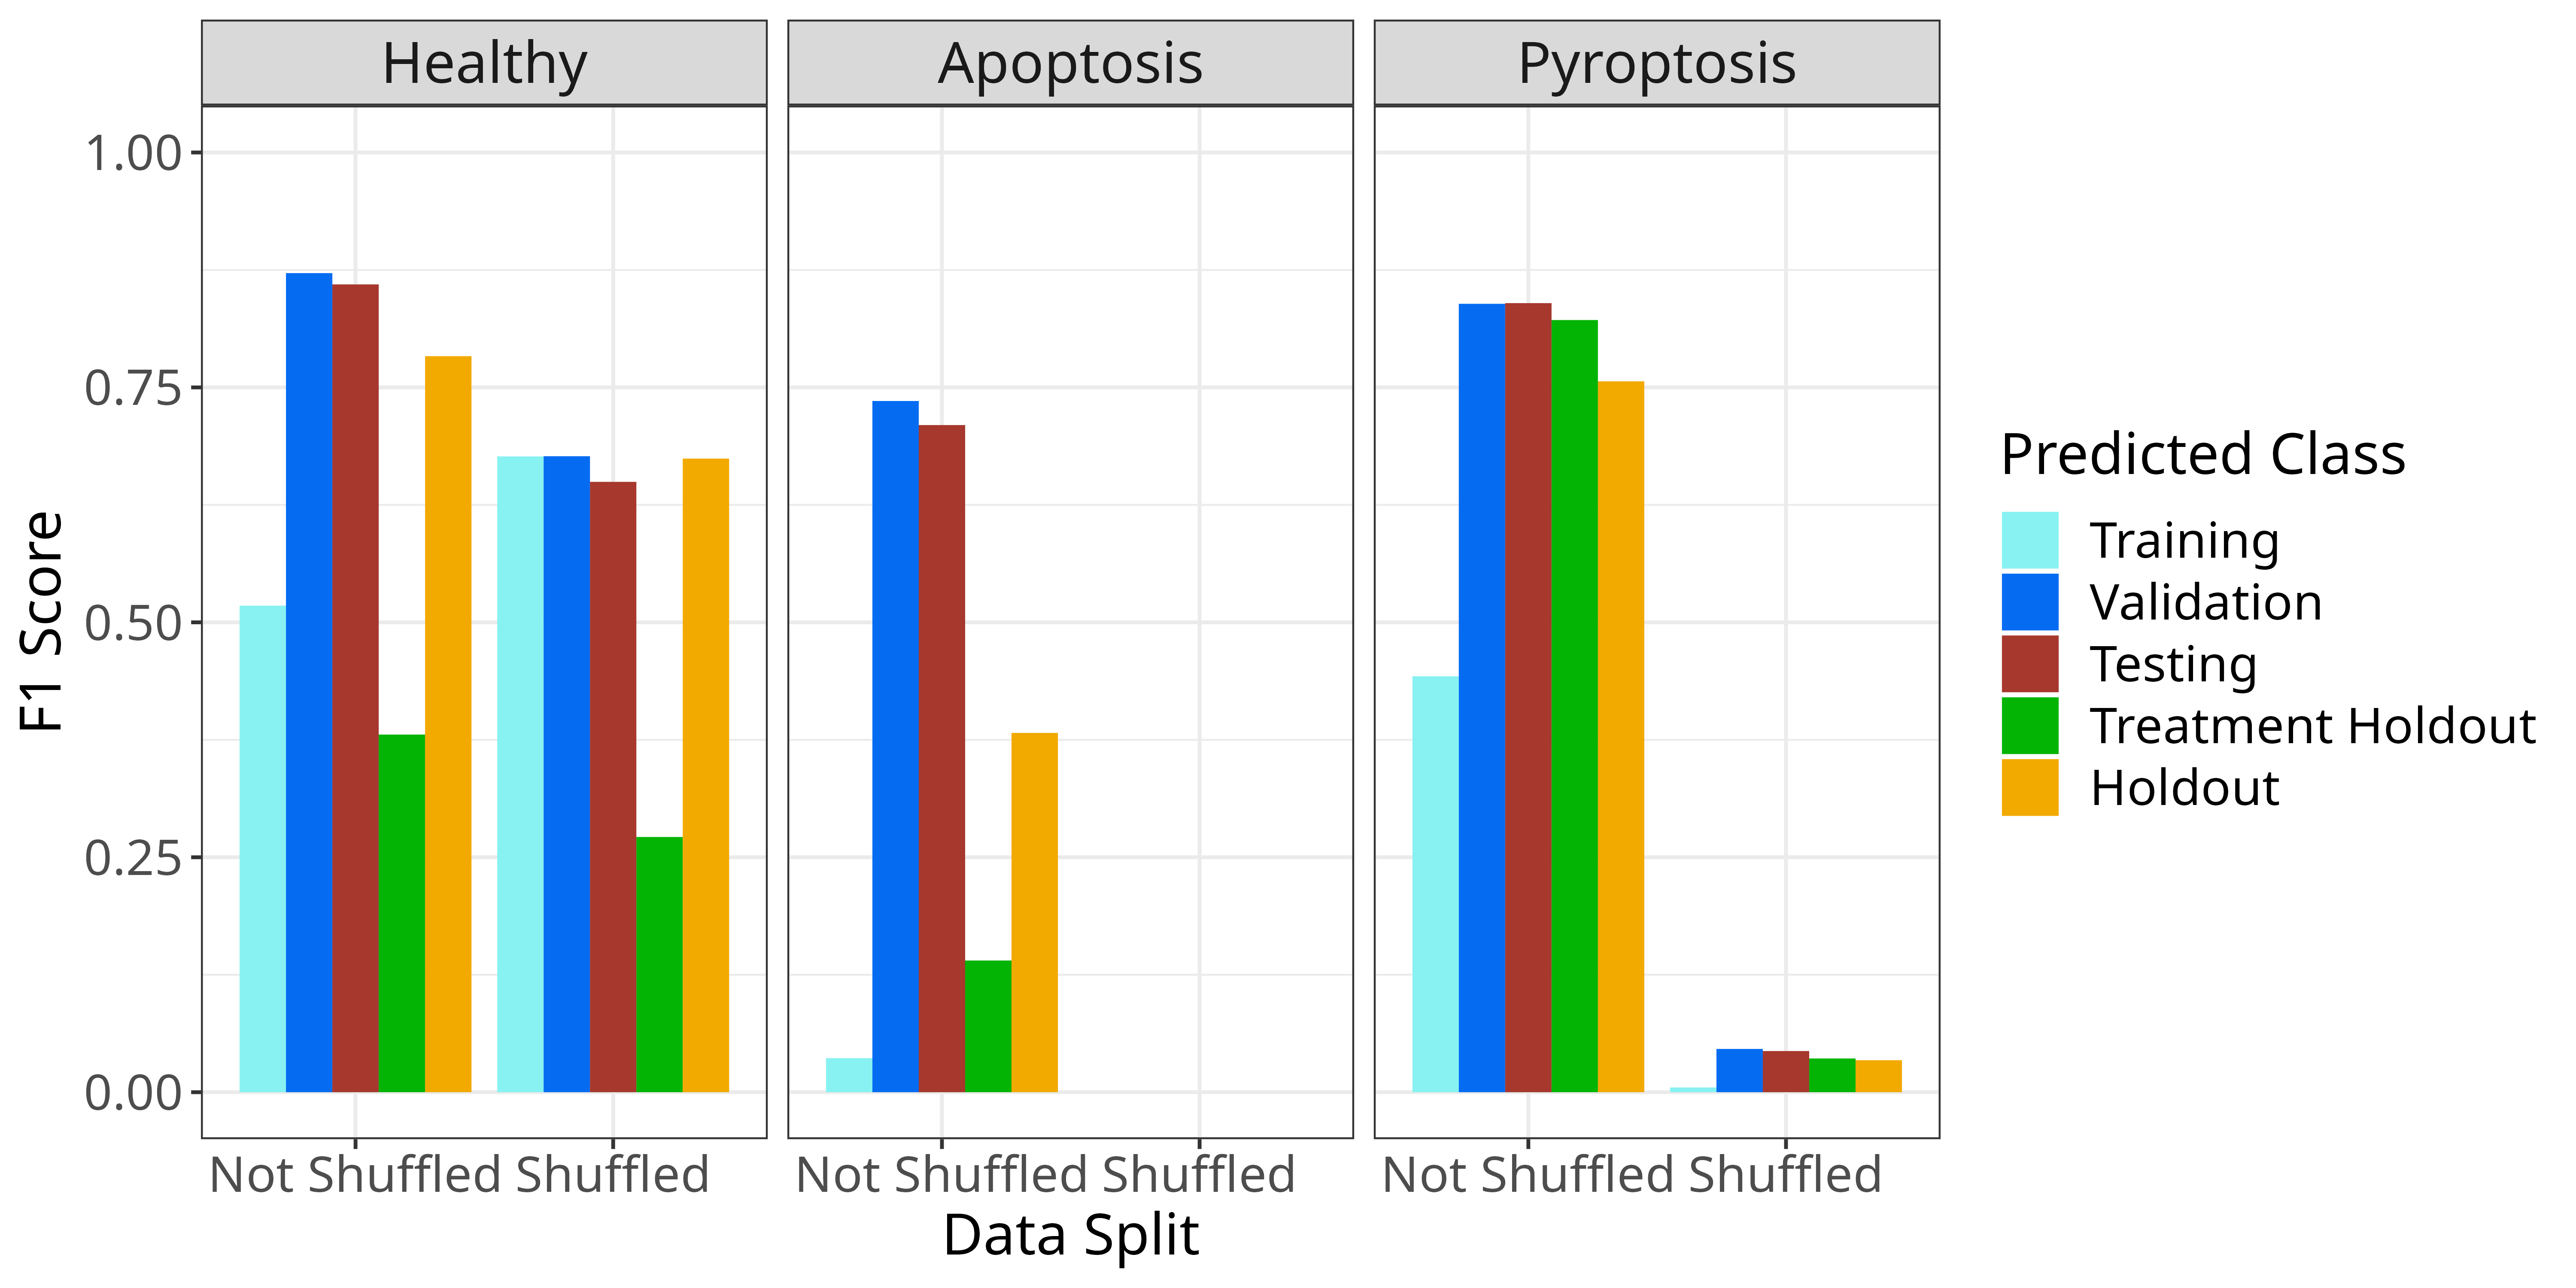 Healthy
Apoptosis
Pyroptosis
1.00
0.75
0.50
0.25
0.00
F1 Score
Not Shuffled Shuffled
Not Shuffled Shuffled
Not Shuffled Shuffled
Data Split
Predicted Class
Training
Validation
Testing
Treatment Holdout
Holdout